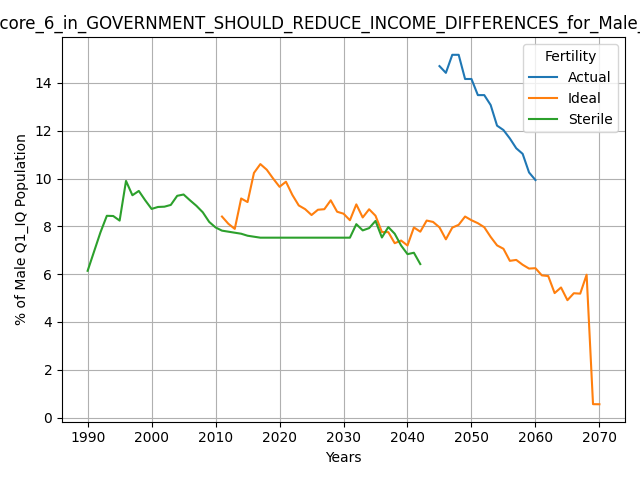 core_6_in_GOVERNMENT_SHOULD_REDUCE_INCOME_DIFFERENCES_for_Male_
Fertility
Actual
Ideal
Sterile
% of Male Q1_IQ Population
14
12
10
8
6
4
2
0
1990 2000 2010 2020 2030 2040 2050 2060 2070
Years